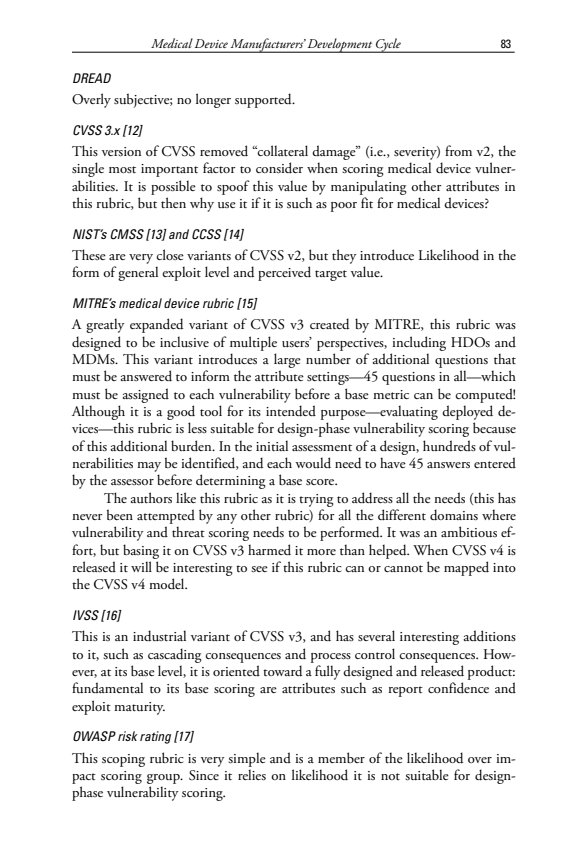 Medical Device Manufacturers’ Development Cycle 83
DREAD
Overly subjective; no longer supported.
CVSS 3.x [12]
This version of CVSS removed “collateral damage” (i.e., severity) from v2, the
single most important factor to consider when scoring medical device vulner-
abilities. It is possible to spoof this value by manipulating other attributes in
this rubric, but then why use it if it is such as poor fit for medical devices?
NIST’s CMSS [13] and CCSS [14]
These are very close variants of CVSS v2, but they introduce Likelihood in the
form of general exploit level and perceived target value.
MITRE’s medical device rubric [15]
A greatly expanded variant of CVSS v3 created by MITRE, this rubric was
designed to be inclusive of multiple users’ perspectives, including HDOs and
MDMs. This variant introduces a large number of additional questions that
must be answered to inform the attribute settings—45 questions in all—which
must be assigned to each vulnerability before a base metric can be computed!
Although it is a good tool for its intended purpose—evaluating deployed de-
vices—this rubric is less suitable for design-phase vulnerability scoring because
of this additional burden. In the initial assessment of a design, hundreds of vul-
nerabilities may be identified, and each would need to have 45 answers entered
by the assessor before determining a base score.
The authors like this rubric as it is trying to address all the needs (this has
never been attempted by any other rubric) for all the different domains where
vulnerability and threat scoring needs to be performed. It was an ambitious ef-
fort, but basing it on CVSS v3 harmed it more than helped. When CVSS v4 is
released it will be interesting to see if this rubric can or cannot be mapped into
the CVSS v4 model.
IVSS [16]
This is an industrial variant of CVSS v3, and has several interesting additions
to it, such as cascading consequences and process control consequences. How-
ever, at its base level, it is oriented toward a fully designed and released product:
fundamental to its base scoring are attributes such as report confidence and
exploit maturity.
OWASP risk rating [17]
This scoping rubric is very simple and is a member of the likelihood over im-
pact scoring group. Since it relies on likelihood it is not suitable for design-
phase vulnerability scoring.